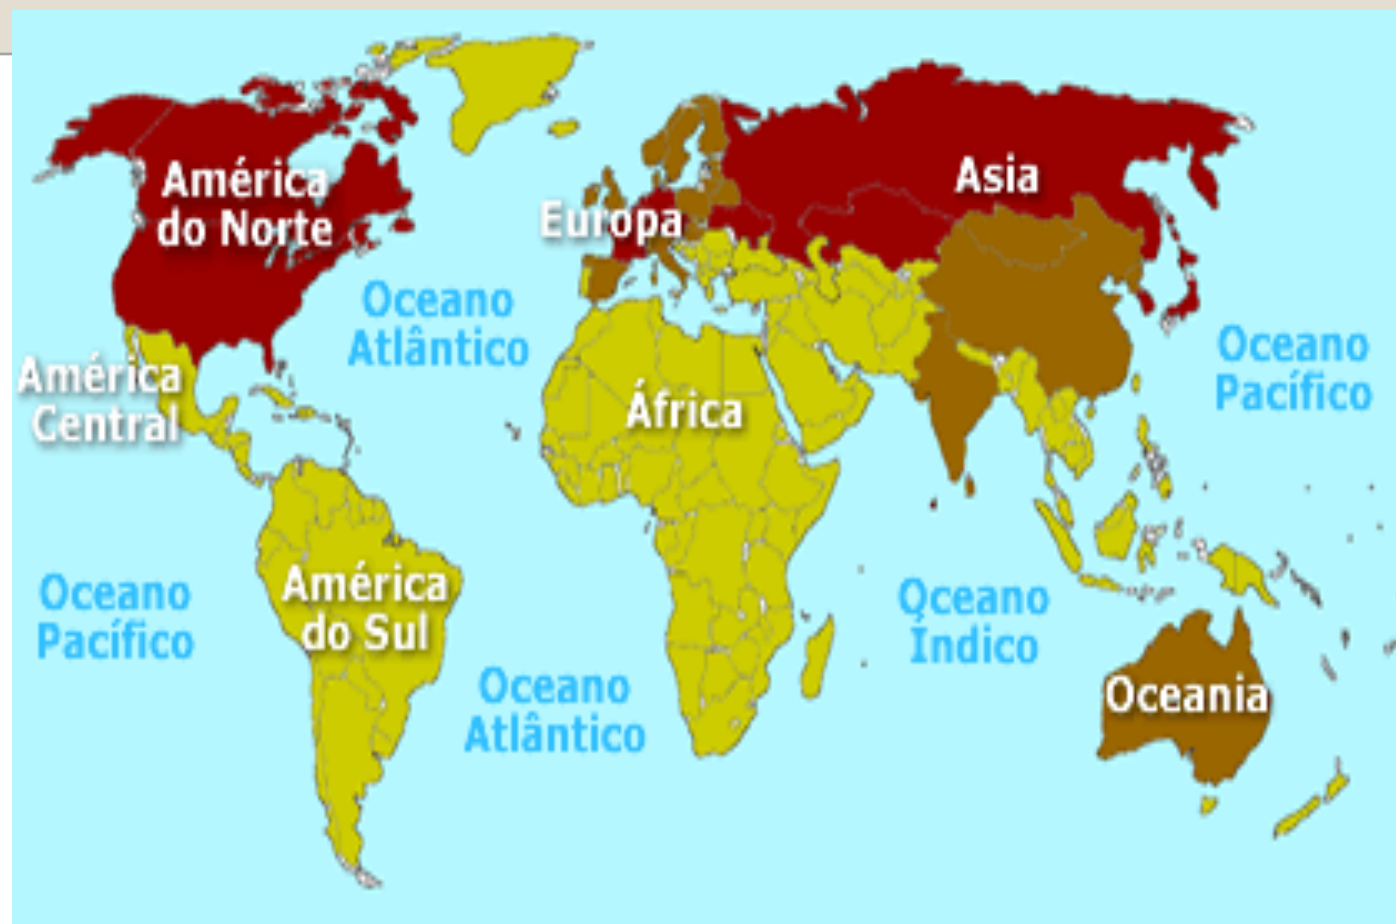 América
do Norte
Asia
Europa
Oceano
Atlântico
Oceano
Pacífico
América
Central
África
Oceano
Pacífico
América
do Sul
Oceano
Índico
Oceano
Atlântico
Oceania